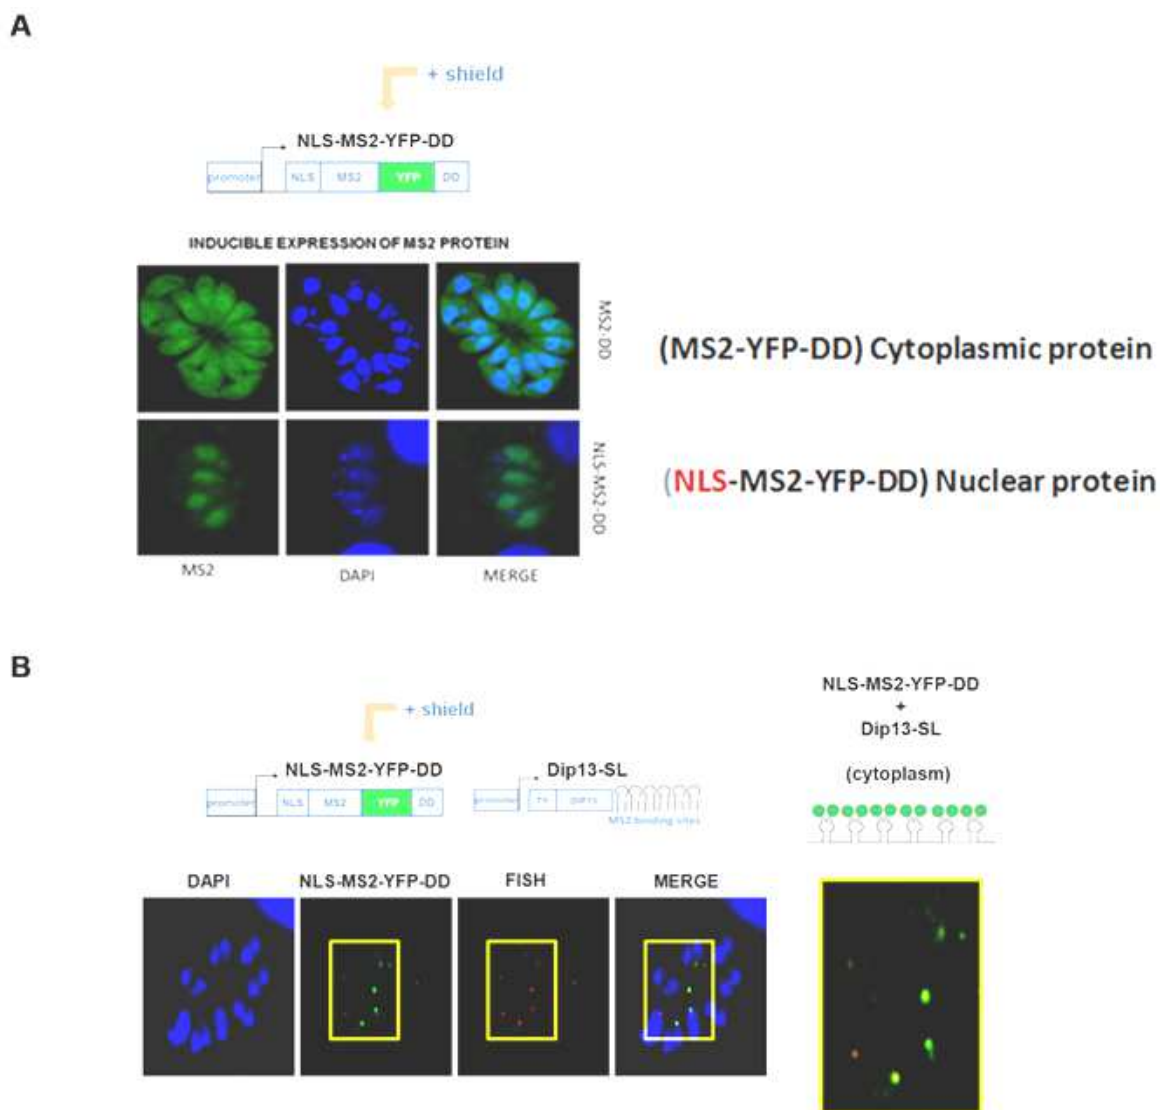 A
+ shield
NLS-MS2-YFP-DD
promoter NLS MS2 YFP DD
INDUCIBLE EXPRESSION OF MS2 PROTEIN
MS2-DD
(MS2-YFP-DD) Cytoplasmic protein
NLS-MS2-DD
(NLS-MS2-YFP-DD) Nuclear protein
MS2 DAPI MERGE
B
+ shield
NLS-MS2-YFP-DD
promoter NLS MS2 YFP DD
Dip13-SL
promoter
MS2 binding sites
NLS-MS2-YFP-DD
+
Dip13-SL
(cytoplasm)
DAPI NLS-MS2-YFP-DD FISH MERGE